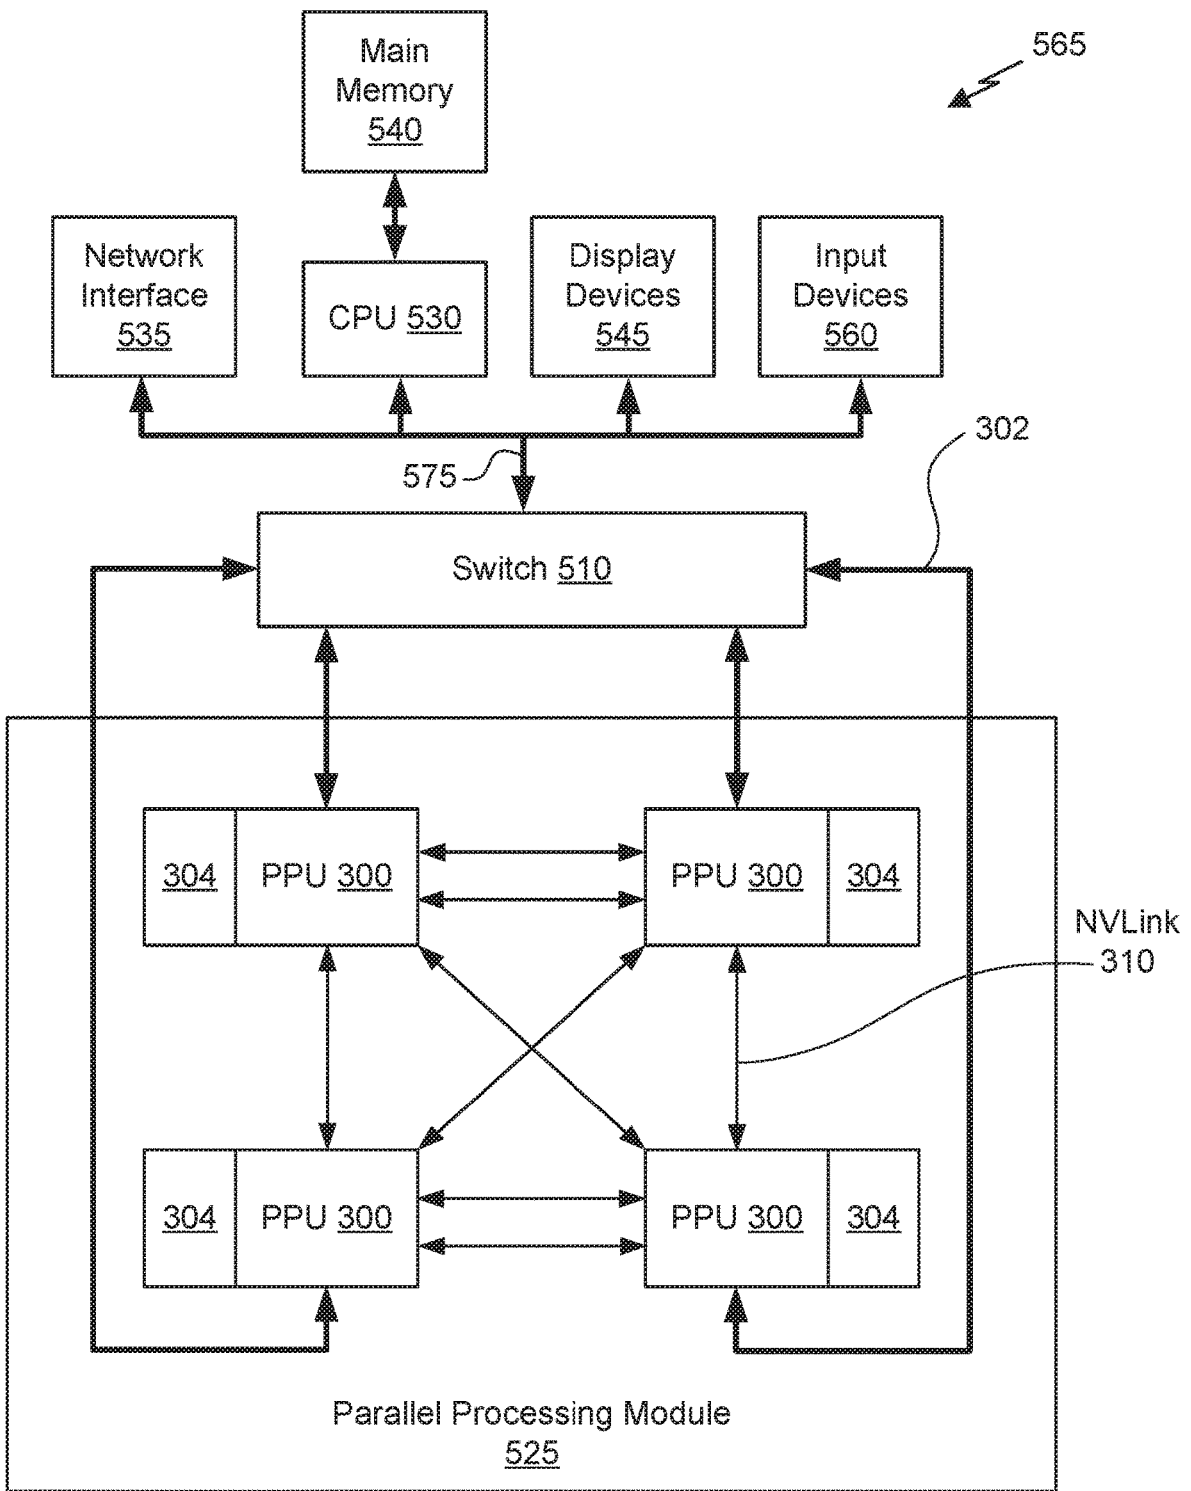 Main
Memory
540
565
Network
Interface
535
CPU 530
Display
Devices
545
Input
Devices
560
302
575
Switch 510
304
PPU 300
PPU 300
304
NVLink
310
304
PPU 300
PPU 300
304
Parallel Processing Module
525